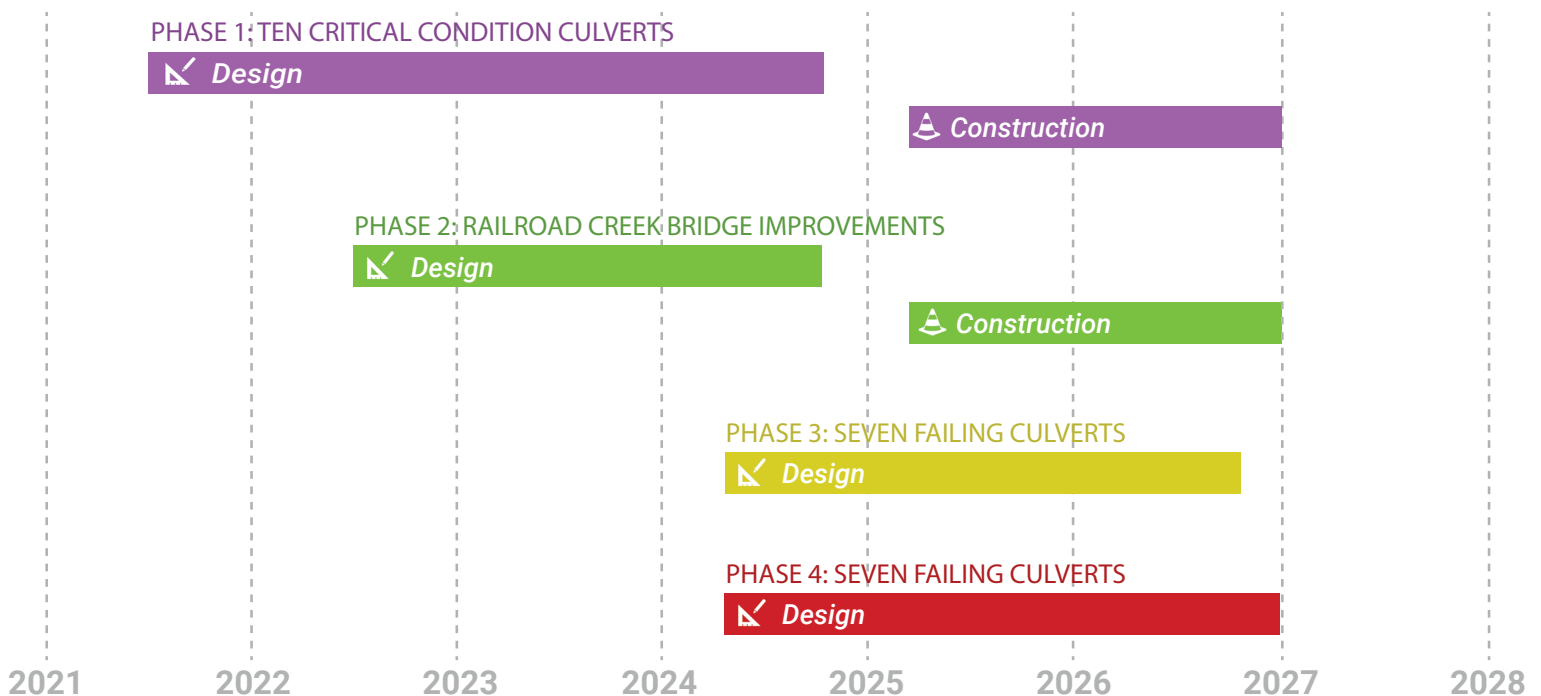 PHASE 1: TEN CRITICAL CONDITION CULVERTS
Design
Construction
PHASE 2: RAILROAD CREEK BRIDGE IMPROVEMENTS
Design
Construction
PHASE 3: SEVEN FAILING CULVERTS
Design
PHASE 4: SEVEN FAILING CULVERTS
Design
2021 2022 2023 2024 2025 2026 2027 2028